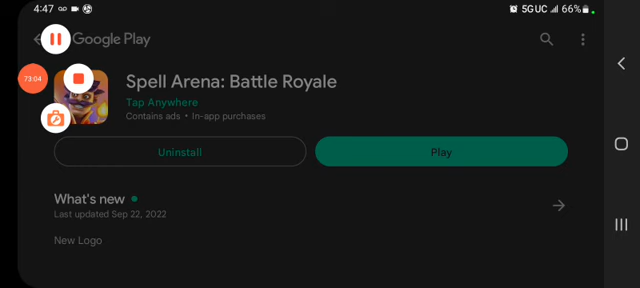 4:47
5GUC 66%
Google Play
73:04
Spell Arena: Battle Royale
Tap Anywhere
Contains ads • In-app purchases
Uninstall
Play
What's new
Last updated Sep 22, 2022
New Logo